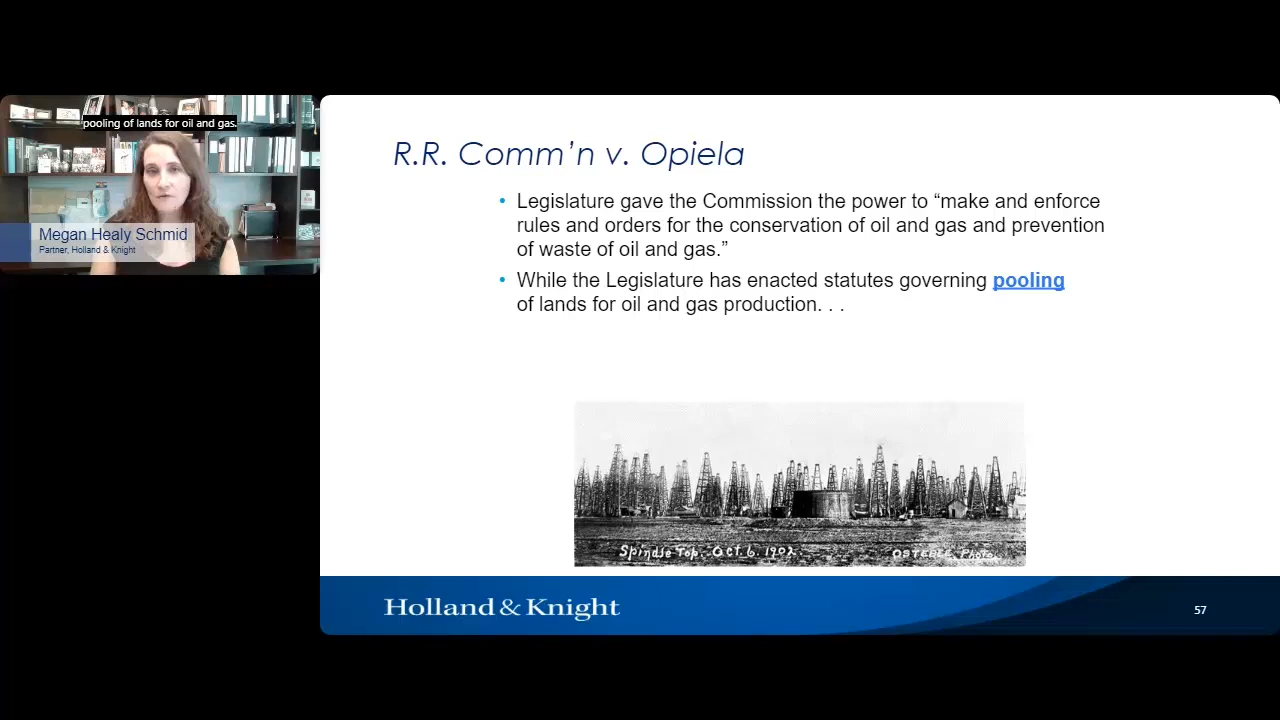 pooling of lands for oil and gas.
Megan Healy Schmid
Partner, Holland & Knight
R.R. Comm’n v. Opiela
• Legislature gave the Commission the power to “make and enforce
rules and orders for the conservation of oil and gas and prevention
of waste of oil and gas.”
• While the Legislature has enacted statutes governing pooling
of lands for oil and gas production. . .
Spindle Top. Oct. 6. 1902.
Photo
Holland & Knight
57